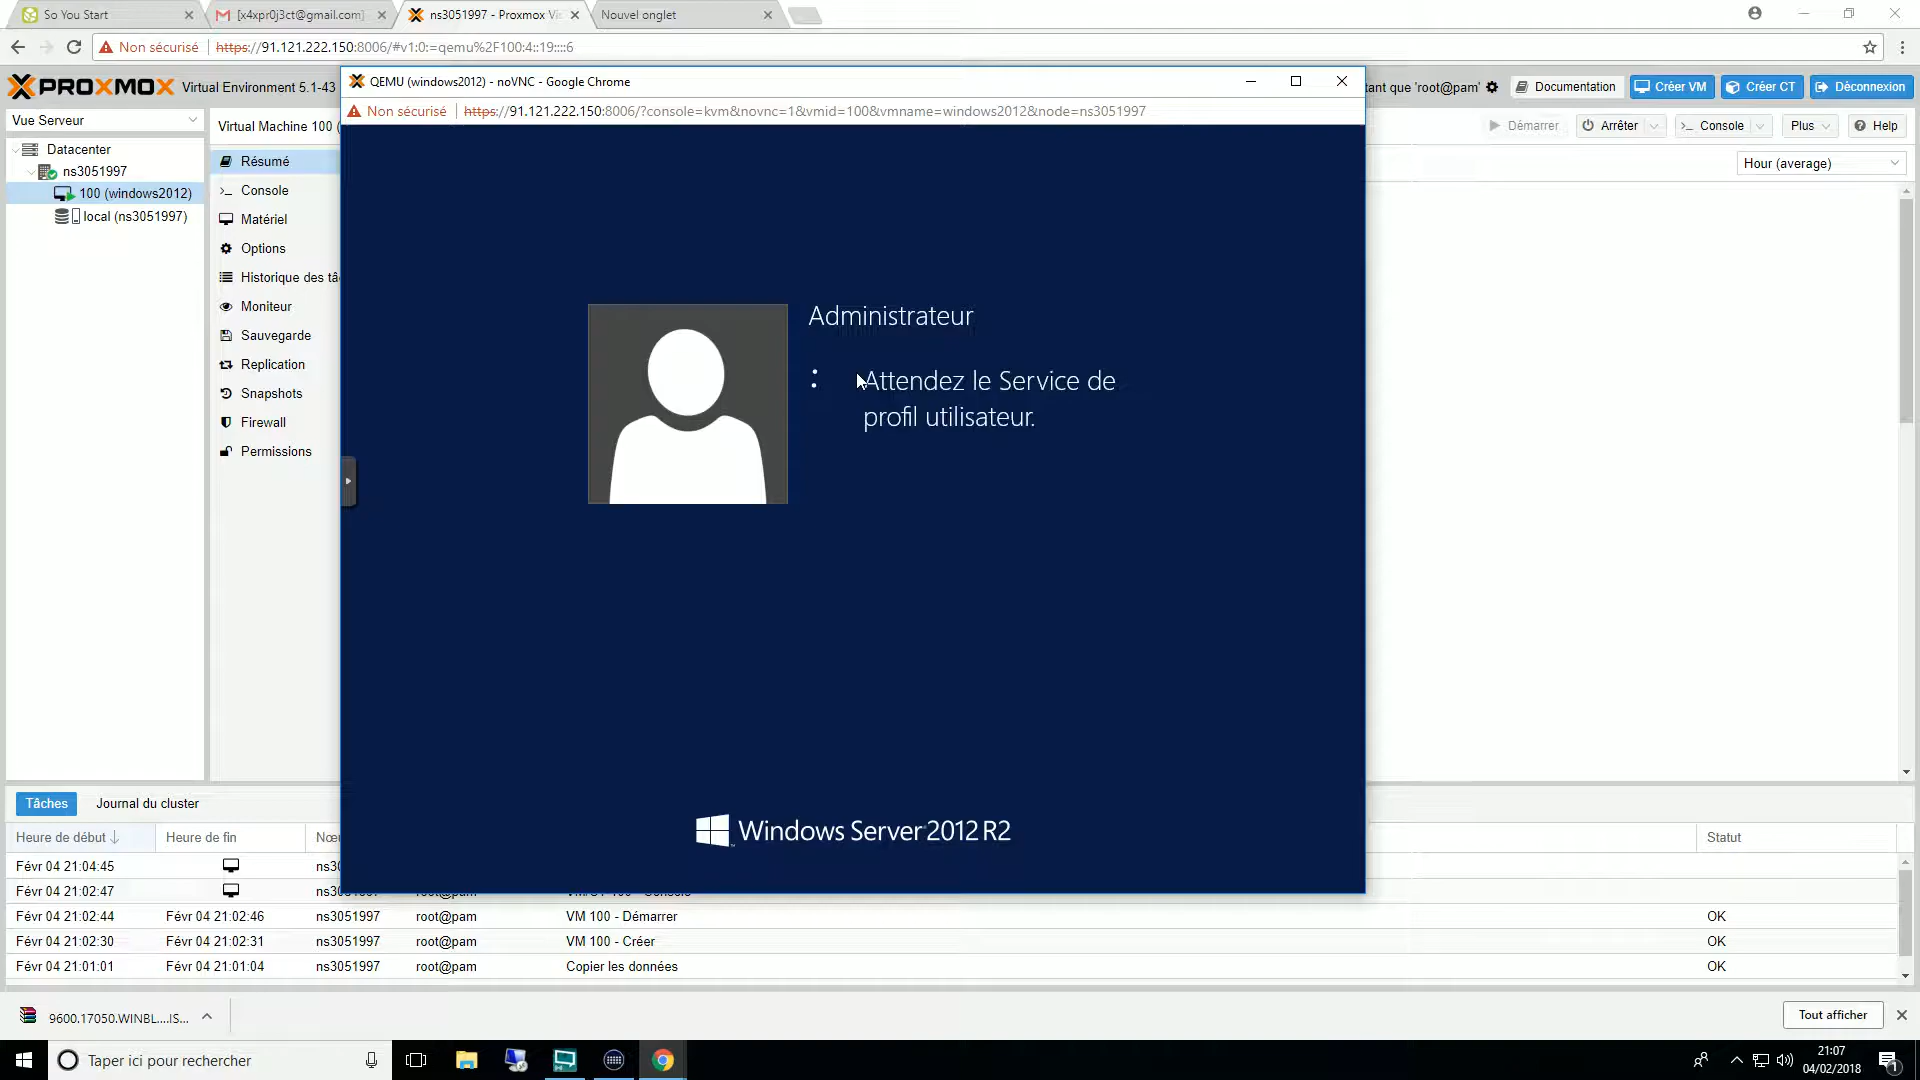 So You Start
[x4xpr0j3ct@gmail.com]
ns3051997 - Proxmox Vi
Nouvel onglet
Non sécurisé
https://91.121.222.150:8006/#v1:0:=qemu%2F100:4::19::::6
PROXMOX Virtual Environment 5.1-43
QEMU (windows2012) - noVNC - Google Chrome
tant que 'root@pam'
Documentation
Créer VM
Créer CT
Déconnexion
Non sécurisé
https://91.121.222.150:8006/?console=kvm&novnc=1&vmid=100&vmname=windows2012&node=ns3051997
Vue Serveur
Virtual Machine 100 (
Démarrer
Arrêter
Console
Plus
Help
Datacenter
ns3051997
100 (windows2012)
local (ns3051997)
Résumé
Console
Matériel
Options
Historique des tâ
Moniteur
Sauvegarde
Replication
Snapshots
Firewall
Permissions
Hour (average)
Administrateur
Attendez le Service de
profil utilisateur.
Windows Server 2012 R2
Tâches
Journal du cluster
Heure de début
Heure de fin
Statut
Févr 04 21:04:45
Févr 04 21:02:47
Févr 04 21:02:44 Févr 04 21:02:46 ns3051997 root@pam VM 100 - Démarrer OK
Févr 04 21:02:30 Févr 04 21:02:31 ns3051997 root@pam VM 100 - Créer OK
Févr 04 21:01:01 Févr 04 21:01:04 ns3051997 root@pam Copier les données OK
9600.17050.WINBL....IS...
Tout afficher
Taper ici pour rechercher
21:07
04/02/2018
1